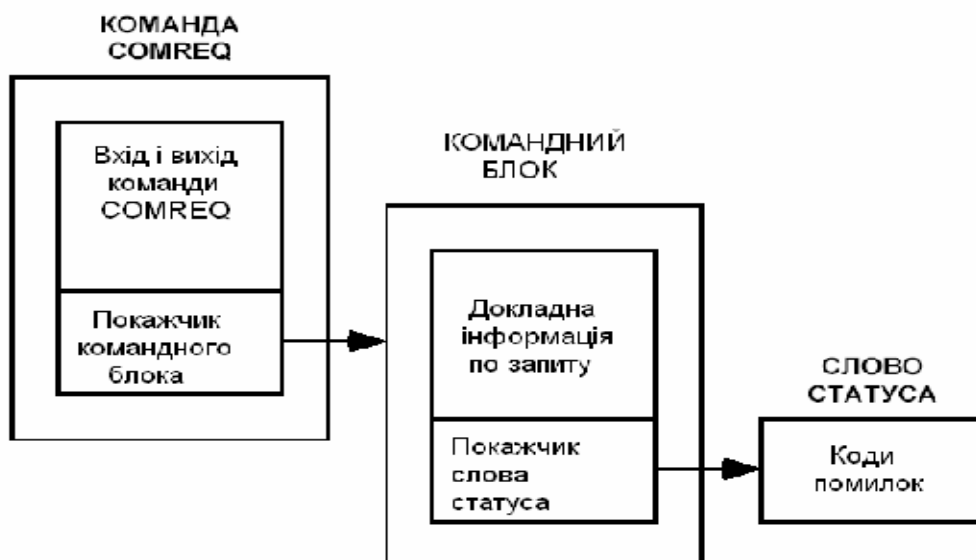 КОМАНДА
COMREQ
Вхід і вихід
команди
COMREQ
Покажчик
командного
блока
КОМАНДНИЙ
БЛОК
Докладна
інформація
по запиту
Покажчик
слова
статуса
СЛОВО
СТАТУСА
Коди
помилок